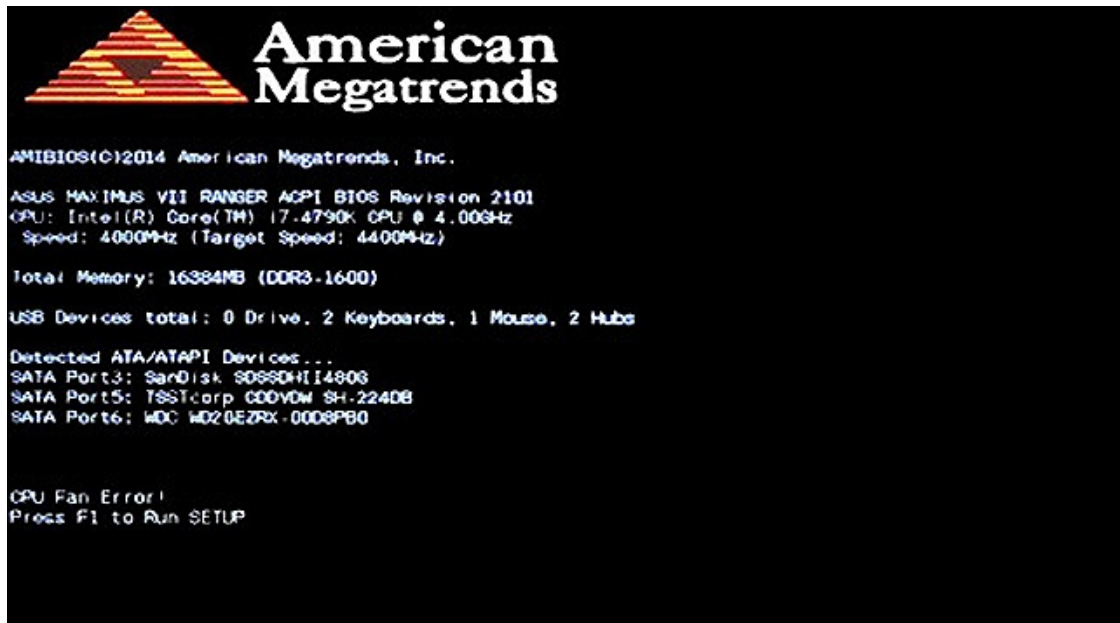 American
Megatrends
AMIBIOS(C)2014 American Megatrends, Inc.
ASUS MAXIMUS VII RANGER ACPI BIOS Revision 2101
CPU: Intel(R) Core(TM) i7-4790K CPU @ 4.00GHz
Speed: 4000MHz (Target Speed: 4400MHz)
Total Memory: 16384MB (DDR3-1600)
USB Devices total: 0 Drive, 2 Keyboards, 1 Mouse, 2 Hubs
Detected ATA/ATAPI Devices...
SATA Port3: SanDisk SDSSDHII480G
SATA Port5: TSSTcorp CDDVDW SH-224DB
SATA Port6: WDC WD20EZRX-00D8PB0
CPU Fan Error!
Press F1 to Run SETUP